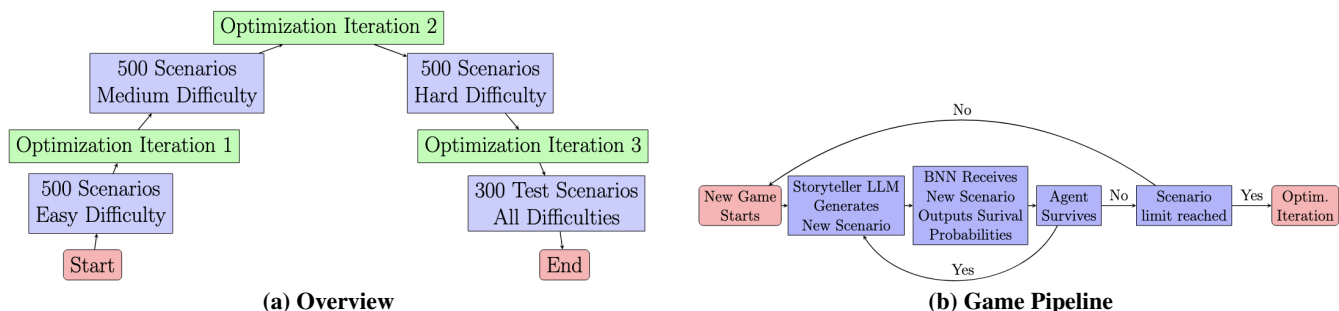 Optimization Iteration 2
500 Scenarios
Medium Difficulty
500 Scenarios
Hard Difficulty
Optimization Iteration 1
Optimization Iteration 3
500 Scenarios
Easy Difficulty
300 Test Scenarios
All Difficulties
Start
End
(a) Overview
No
New Game
Starts
Storyteller LLM
Generates
New Scenario
BNN Receives
New Scenario
Outputs Surival
Probabilities
Agent
Survives
No
Scenario
limit reached
Yes
Optim.
Iteration
Yes
(b) Game Pipeline